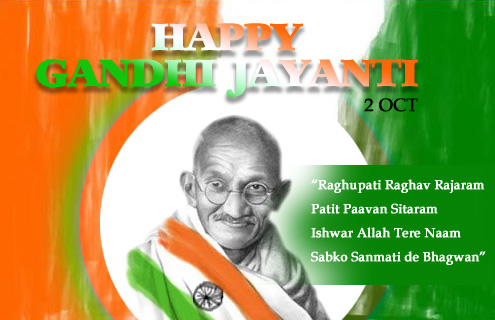 HAPPY
GANDHI JAYANTI
2 OCT
“Raghupati Raghav Rajaram
Patit Paavan Sitaram
Ishwar Allah Tere Naam
Sabko Sanmati de Bhagwan”